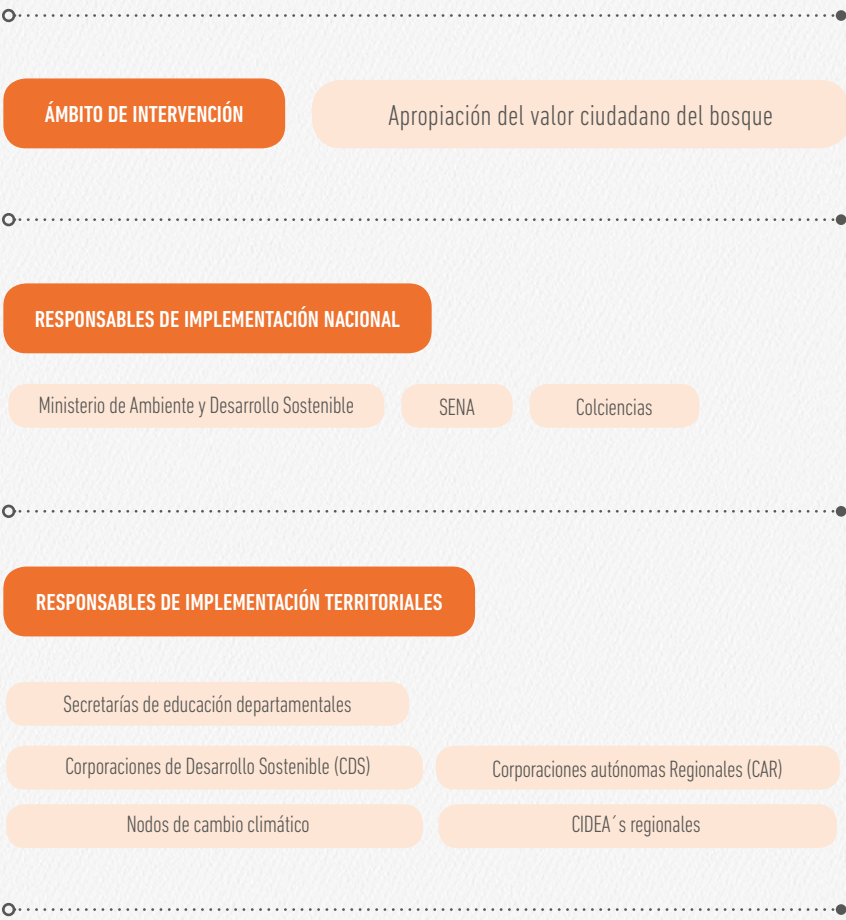 ÁMBITO DE INTERVENCIÓN
Apropiación del valor ciudadano del bosque
RESPONSABLES DE IMPLEMENTACIÓN NACIONAL
Ministerio de Ambiente y Desarrollo Sostenible
SENA
Colciencias
RESPONSABLES DE IMPLEMENTACIÓN TERRITORIALES
Secretarías de educación departamentales
Corporaciones de Desarrollo Sostenible (CDS)
Corporaciones autónomas Regionales (CAR)
Nodos de cambio climático
CIDEA´s regionales